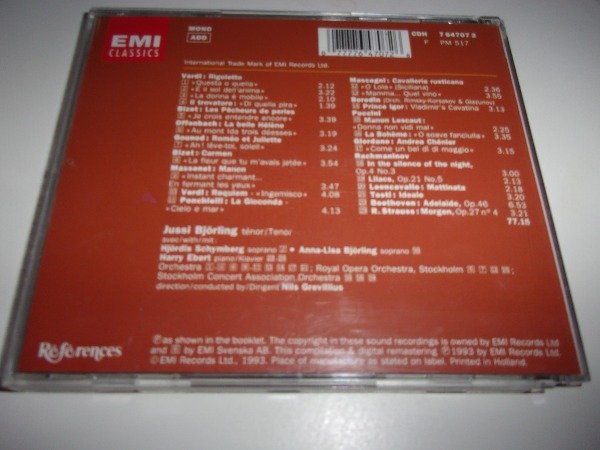 EMI
CLASSICS
MONO
ADD
CDH
7 64707 2
F
PM 517
International Trade Mark of EMI Records Ltd.
Verdi: Rigoletto
«Questa o quella» 2.12
«È il sol dell'anima 3.22
«La donna è mobile» 2.10
Il trovatore: «Di quella pira» 1.39
Bizet: Les Pêcheurs de perles
«Je crois entendre encore» 3.39
Offenbach: La belle Hélène
«Au mont Ida trois déesses» 3.19
Gounod: Roméo et Juliette
«Ah! lève-toi, soleil» 3.24
Bizet: Carmen
«La fleur que tu m'avais jetée» 3.54
Massenet: Manon
«Instant charmant...
En fermant les yeux» 3.47
Verdi: Requiem - «Ingemisco» 4.08
Ponchielli: La Gioconda -
«Cielo e mar» 4.13
Mascagni: Cavalleria rusticana
«O Lola» (Siciliana) 2.36
«Mamma... Quel vino» 3.55
Borodin (Orch. Rimsky-Korsakov & Glazunov)
Prince Igor: Vladimir's Cavatina 3.13
Puccini
Manon Lescaut:
«Donna non vidi mai» 2.25
La Bohème: «O soave fanciulla» 3.35
Giordano: Andrea Chénier
«Come un bel dì di maggio» 3.15
Rachmaninov
In the silence of the night,
Op.4 No.3 3.00
Lilacs, Op.21 No.5 2.13
Leoncavallo: Mattinata 2.18
Tosti: Ideale 3.20
Beethoven: Adelaide, Op.46 6.53
R. Strauss: Morgen, Op.27 n° 4 3.21
77.15
Jussi Björling ténor/Tenor
avec/with/mit:
Hjördis Schymberg soprano Anna-Lisa Björling soprano
Harry Ebert piano/Klavier
Orchestra Royal Opera Orchestra, Stockholm
Stockholm Concert Association Orchestra
direction/conducted by/Dirigent Nils Grevillius
References
℗ as shown in the booklet. The copyright in these sound recordings is owned by EMI Records Ltd
and by EMI Svenska AB. This compilation & digital remastering ℗ 1993 by EMI Records Ltd.
© EMI Records Ltd., 1993. Place of manufacture as stated on label. Printed in Holland.